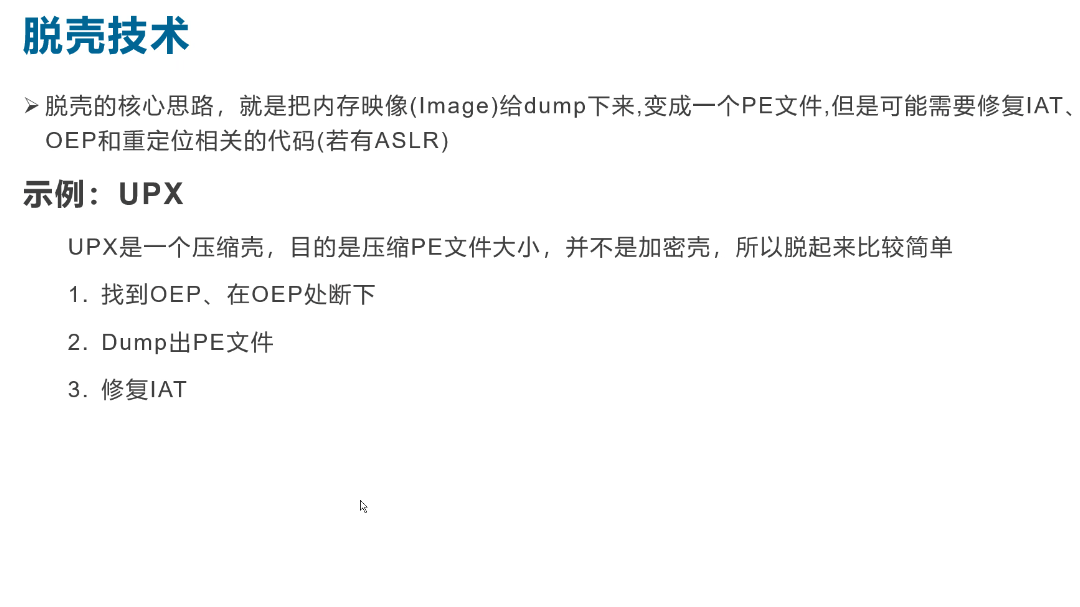 脱壳技术
➢ 脱壳的核心思路，就是把内存映像(Image)给dump下来,变成一个PE文件,但是可能需要修复IAT、
OEP和重定位相关的代码(若有ASLR)
示例：UPX
UPX是一个压缩壳，目的是压缩PE文件大小，并不是加密壳，所以脱起来比较简单
1. 找到OEP、在OEP处断下
2. Dump出PE文件
3. 修复IAT